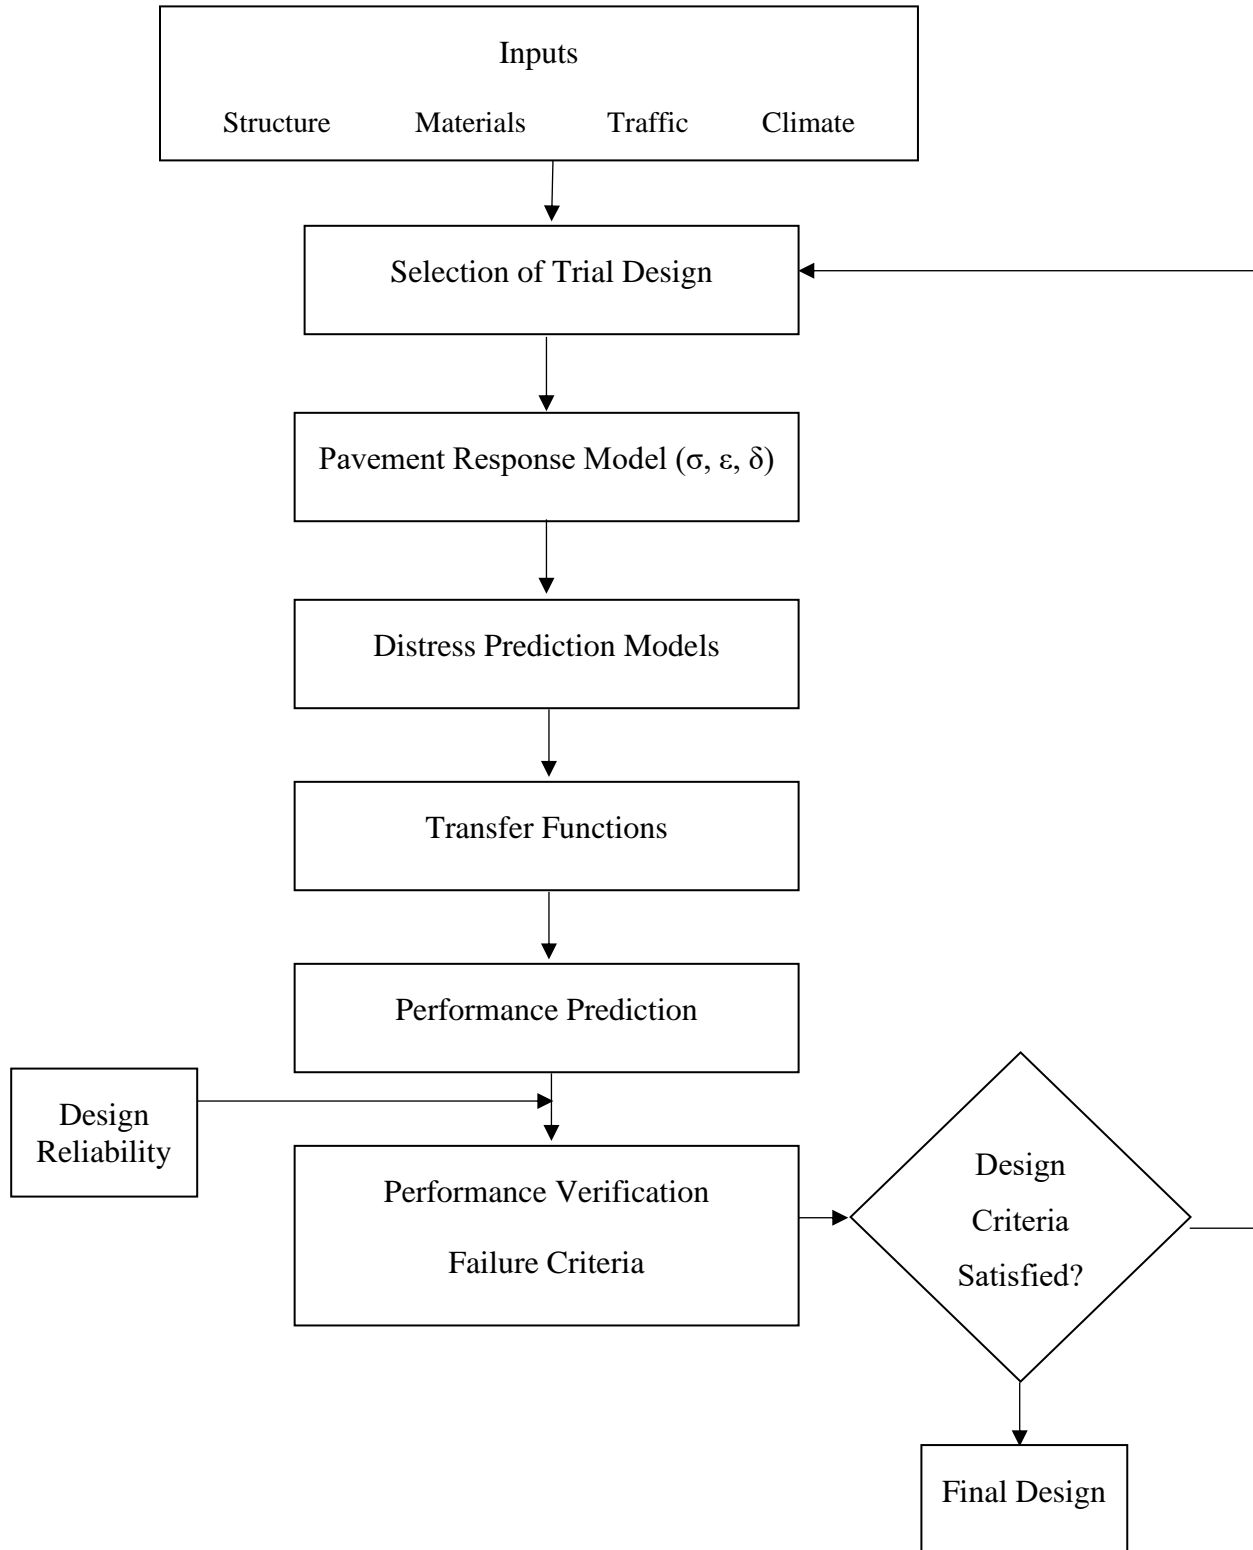 Inputs
Structure Materials Traffic Climate
Selection of Trial Design
Pavement Response Model (σ, ε, δ)
Distress Prediction Models
Transfer Functions
Performance Prediction
Design
Reliability
Performance Verification
Failure Criteria
Design
Criteria
Satisfied?
Final Design